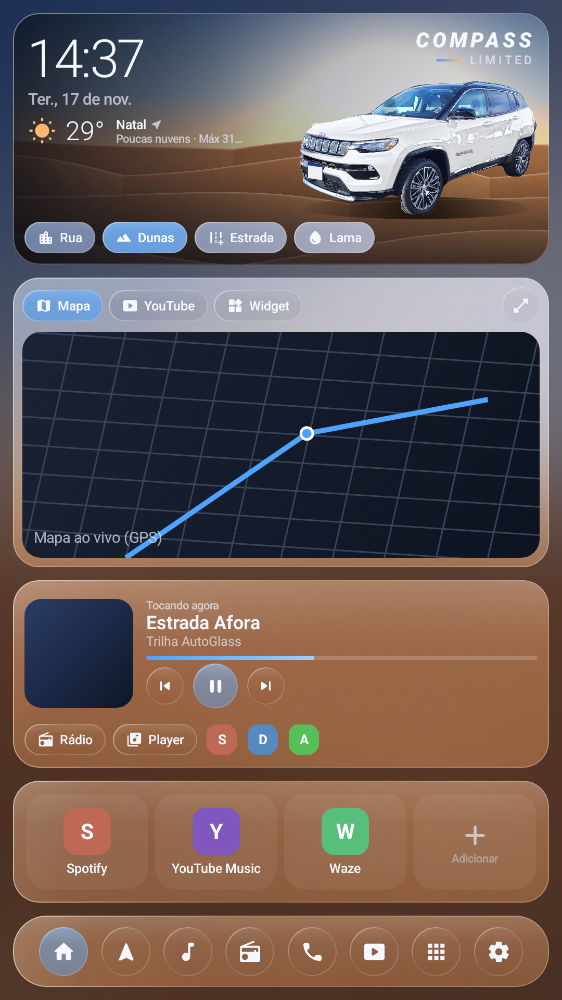 14:37
COMPASS
LIMITED
Ter., 17 de nov.
29°
Natal
Poucas nuvens · Máx 31...
Rua
Dunas
Estrada
Lama
Mapa
YouTube
Widget
Mapa ao vivo (GPS)
Tocando agora
Estrada Afora
Trilha AutoGlass
Rádio
Player
S
D
A
S
Spotify
Y
YouTube Music
W
Waze
Adicionar